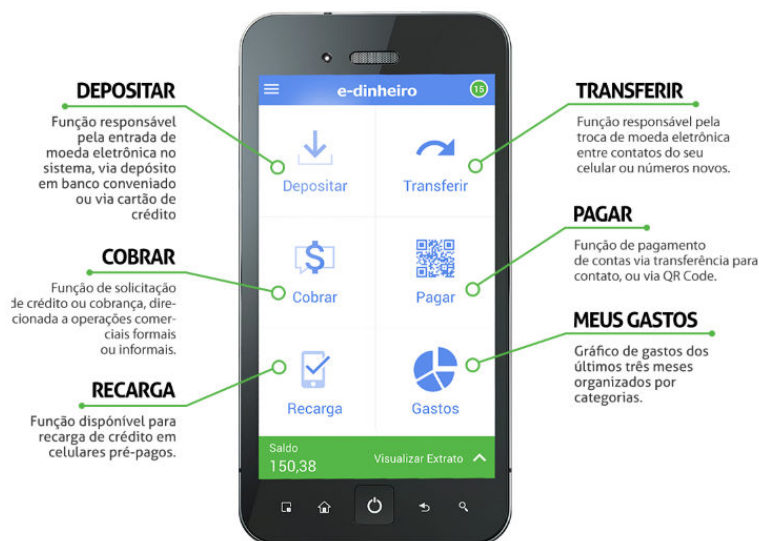 DEPOSITAR
Função responsável
pela entrada de
moeda eletrônica no
sistema, via depósito
em banco conveniado
ou via cartão de
crédito
COBRAR
Função de solicitação
de crédito ou cobrança, dire-
cionada a operações comer-
ciais formais
ou informais.
RECARGA
Função dispónível para
recarga de crédito em
celulares pré-pagos.
e-dinheiro
15
Depositar
Transferir
Cobrar
Pagar
Recarga
Gastos
Saldo
150,38
Visualizar Extrato
TRANSFERIR
Função responsável pela
troca de moeda eletrônica
entre contatos do seu
celular ou números novos.
PAGAR
Função de pagamento
de contas via transferência para
contato, ou via QR Code.
MEUS GASTOS
Gráfico de gastos dos
últimos três meses
organizados por
categorias.